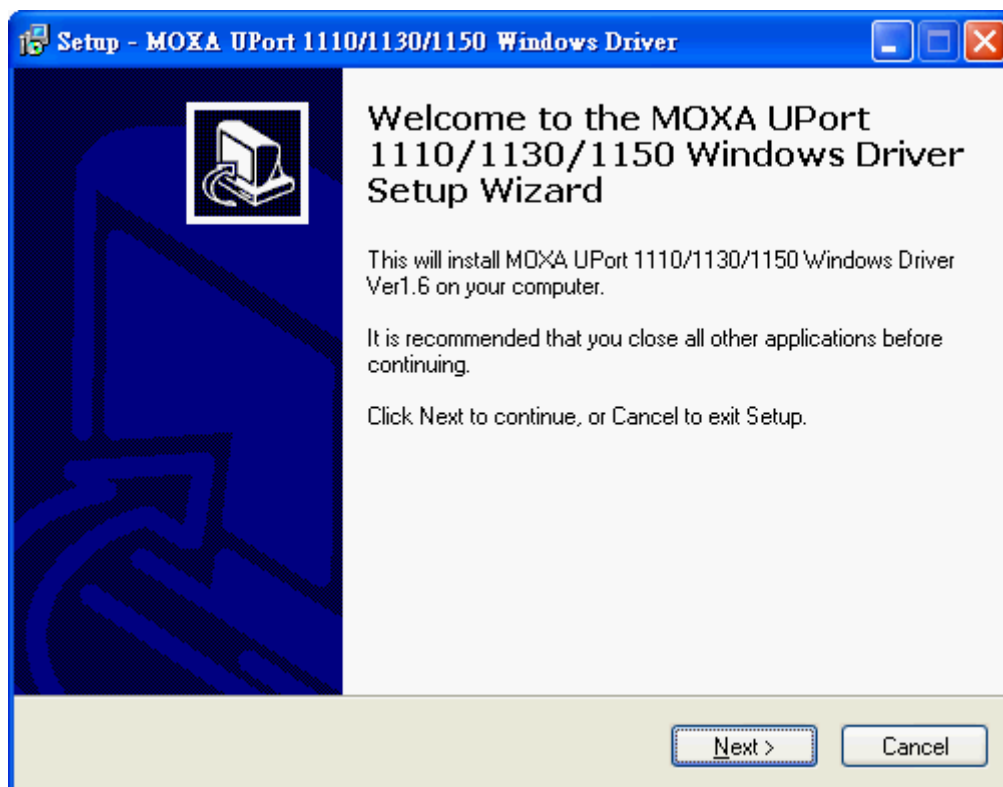 Setup - MOXA UPort 1110/1130/1150 Windows Driver
Welcome to the MOXA UPort
1110/1130/1150 Windows Driver
Setup Wizard
This will install MOXA UPort 1110/1130/1150 Windows Driver
Ver1.6 on your computer.
It is recommended that you close all other applications before
continuing.
Click Next to continue, or Cancel to exit Setup.
Next >
Cancel